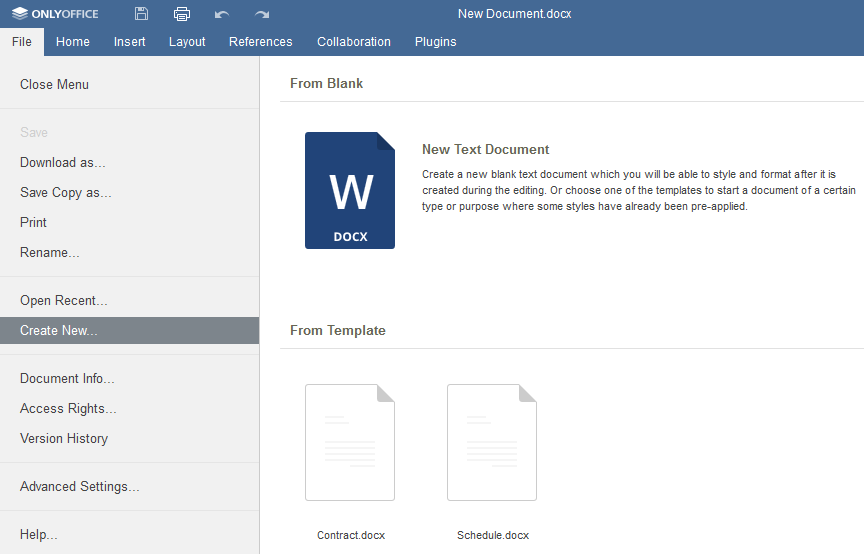 ONLYOFFICE
New Document.docx
File Home Insert Layout References Collaboration Plugins
Close Menu
Save
Download as...
Save Copy as...
Print
Rename...
Open Recent...
Create New...
Document Info...
Access Rights...
Version History
Advanced Settings...
Help...
From Blank
W
DOCX
New Text Document
Create a new blank text document which you will be able to style and format after it is
created during the editing. Or choose one of the templates to start a document of a certain
type or purpose where some styles have already been pre-applied.
From Template
Contract.docx
Schedule.docx